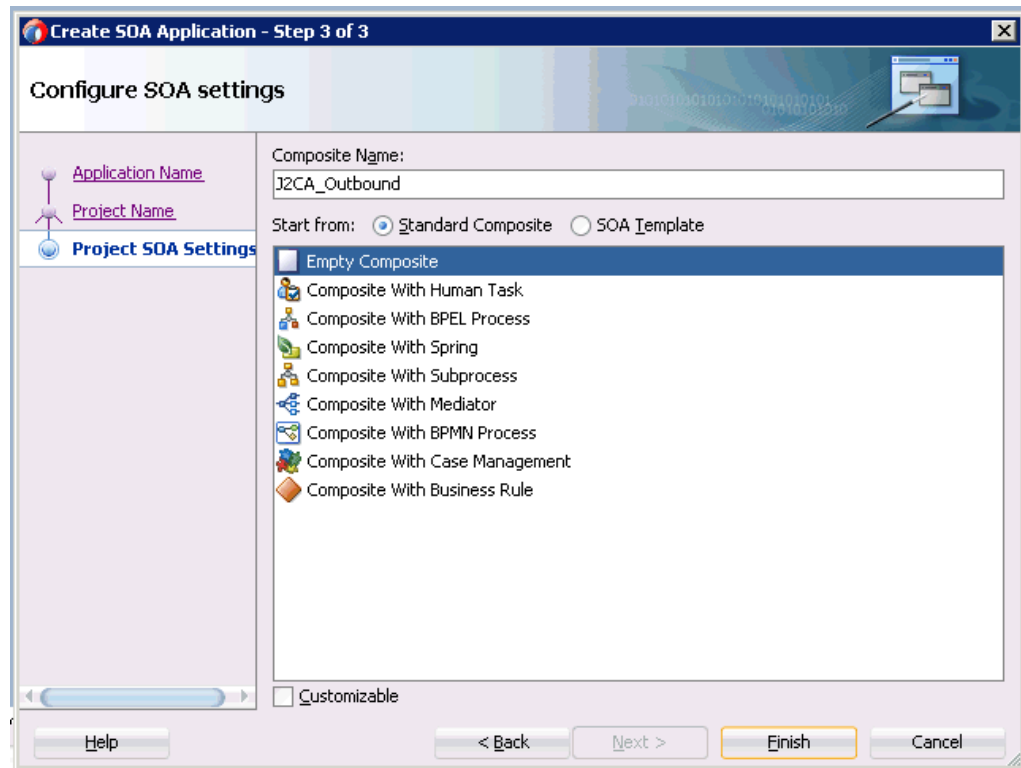 Create SOA Application - Step 3 of 3
Configure SOA settings
Application Name
Project Name
Project SOA Settings
Composite Name:
J2CA_Outbound
Start from: Standard Composite SOA Template
Empty Composite
Composite With Human Task
Composite With BPEL Process
Composite With Spring
Composite With Subprocess
Composite With Mediator
Composite With BPMN Process
Composite With Case Management
Composite With Business Rule
Customizable
Help < Back Next > Finish Cancel